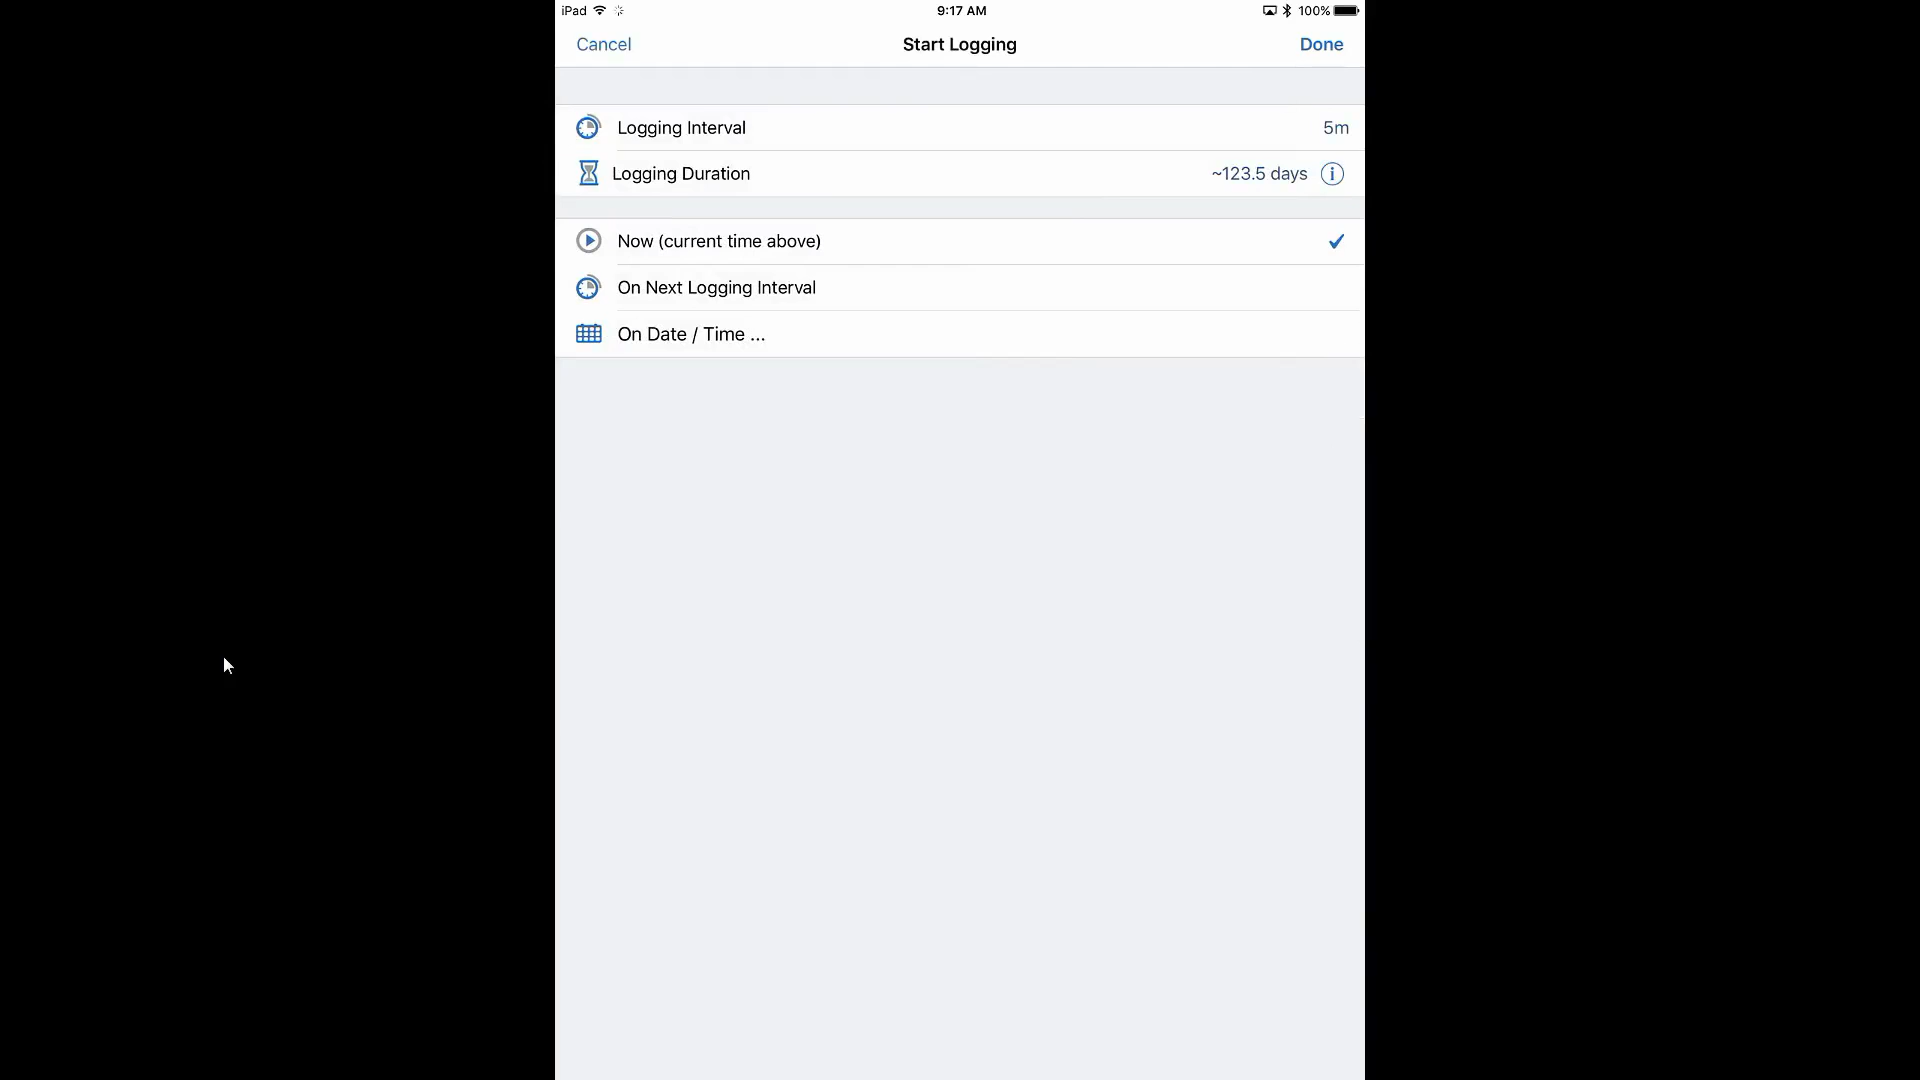 iPad 9:17 AM 100%
Cancel Start Logging Done
Logging Interval 5m
Logging Duration ~123.5 days
Now (current time above)
On Next Logging Interval
On Date / Time ...